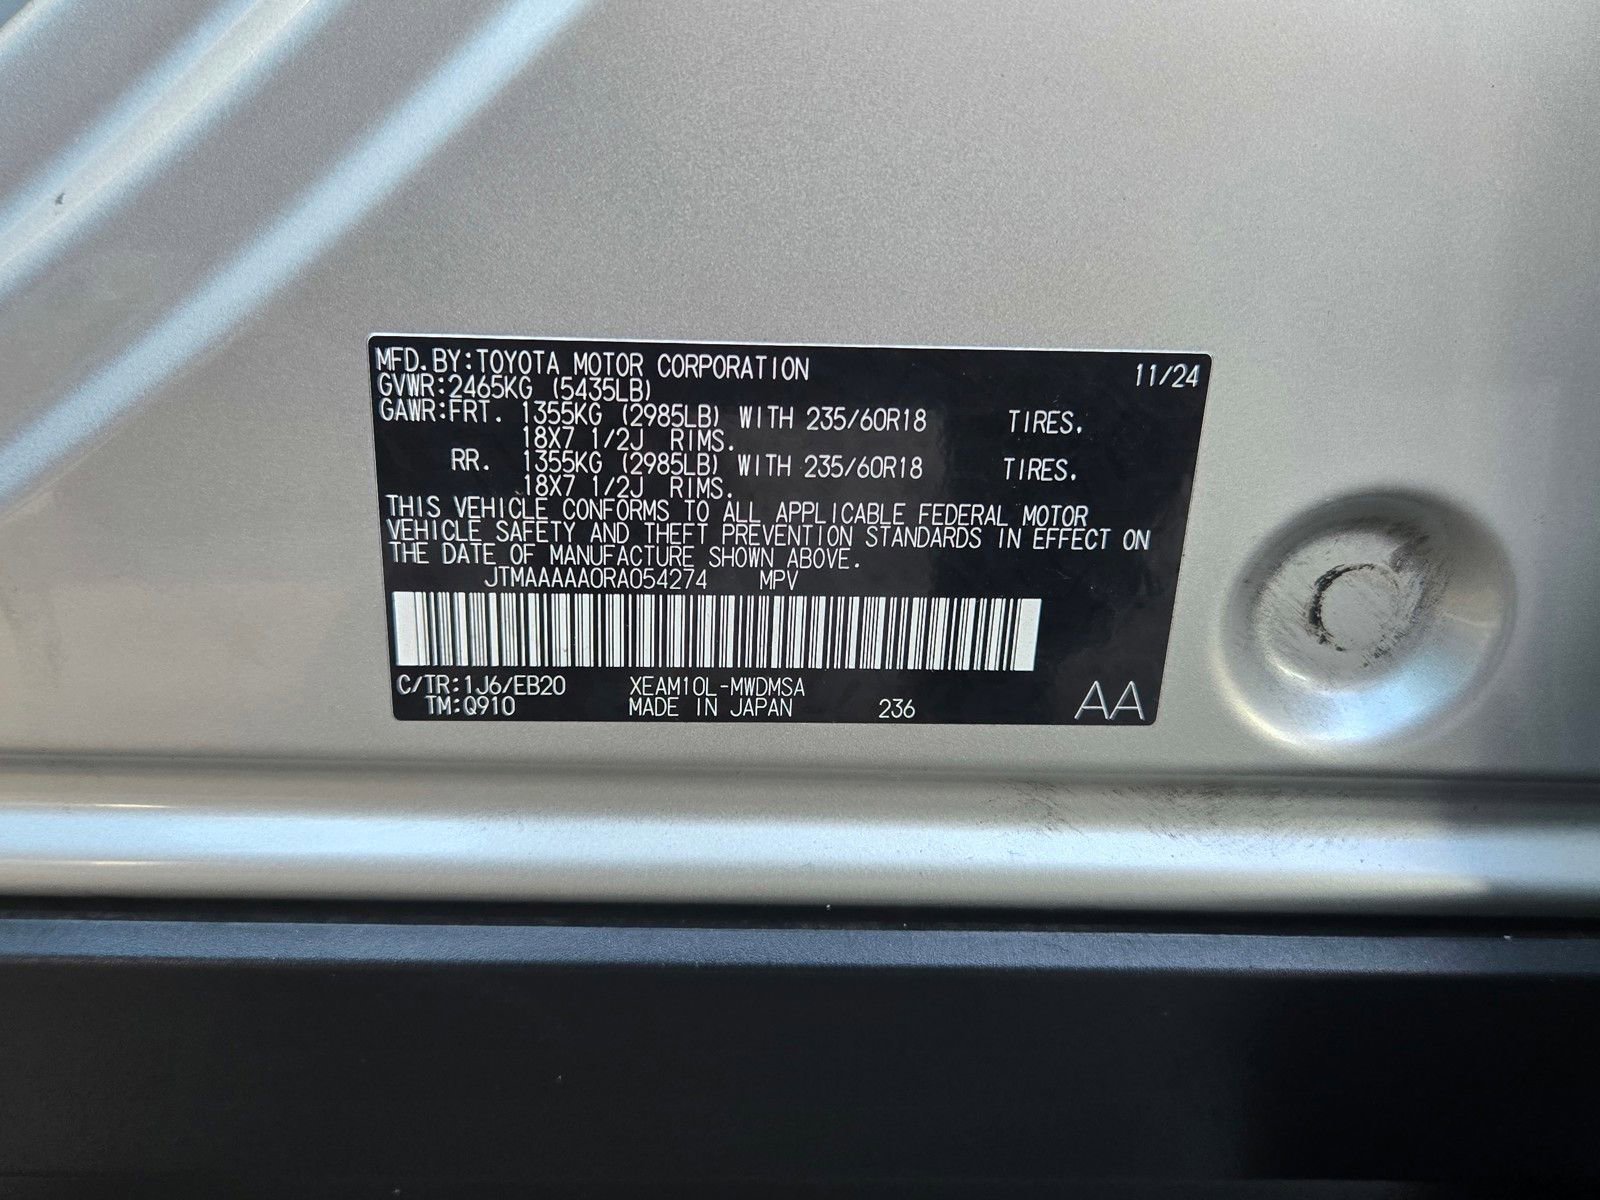 MFD.BY:TOYOTA MOTOR CORPORATION 11/24
GVWR:2465KG (5435LB)
GAWR:FRT. 1355KG (2985LB) WITH 235/60R18 TIRES.
18X7 1/2J RIMS.
RR. 1355KG (2985LB) WITH 235/60R18 TIRES.
18X7 1/2J RIMS.
THIS VEHICLE CONFORMS TO ALL APPLICABLE FEDERAL MOTOR
VEHICLE SAFETY AND THEFT PREVENTION STANDARDS IN EFFECT ON
THE DATE OF MANUFACTURE SHOWN ABOVE.
JTMAAAAA0RA054274 MPV
C/TR:1J6/EB20 XEAM10L-MWDMSA
TM:Q910 MADE IN JAPAN 236 AA